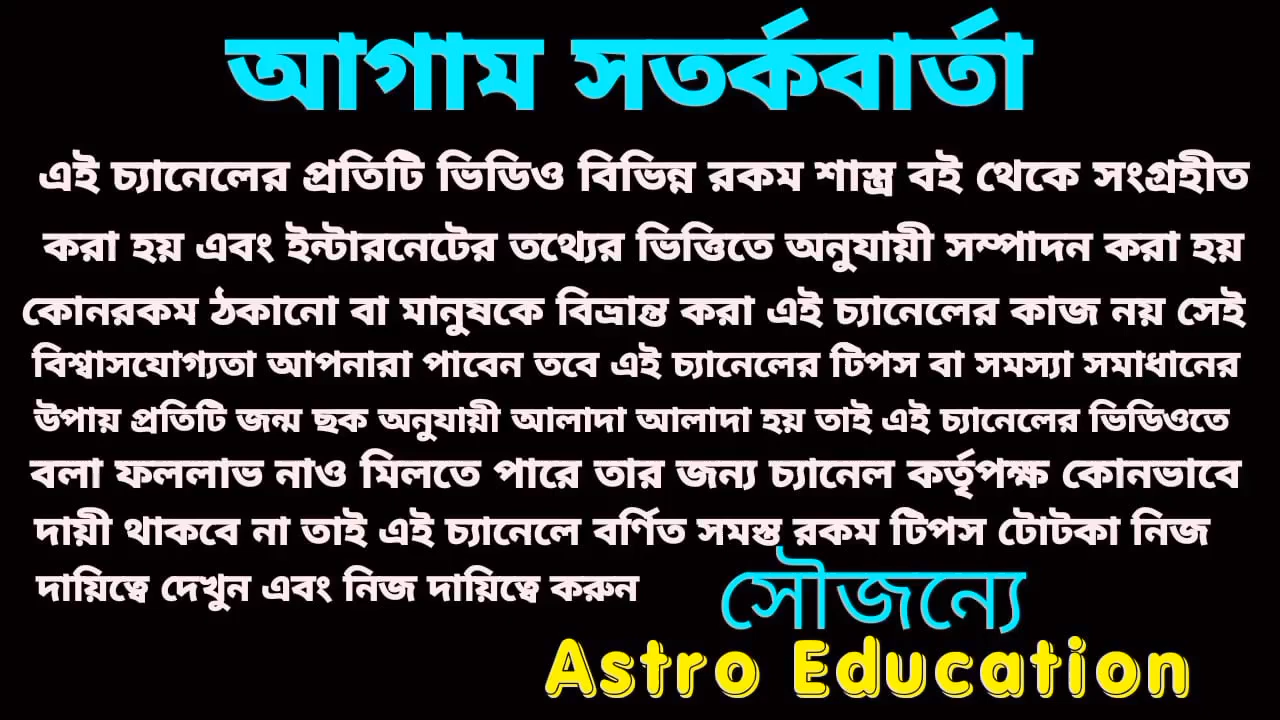 আগাম সতর্কবার্তা
এই চ্যানেলের প্রতিটি ভিডিও বিভিন্ন রকম শাস্ত্র বই থেকে সংগ্রহীত
করা হয় এবং ইন্টারনেটের তথ্যের ভিত্তিতে অনুযায়ী সম্পাদন করা হয়
কোনরকম ঠকানো বা মানুষকে বিভ্রান্ত করা এই চ্যানেলের কাজ নয় সেই
বিশ্বাসযোগ্যতা আপনারা পাবেন তবে এই চ্যানেলের টিপস বা সমস্যা সমাধানের
উপায় প্রতিটি জন্ম ছক অনুযায়ী আলাদা আলাদা হয় তাই এই চ্যানেলের ভিডিওতে
বলা ফললাভ নাও মিলতে পারে তার জন্য চ্যানেল কর্তৃপক্ষ কোনভাবে
দায়ী থাকবে না তাই এই চ্যানেলে বর্ণিত সমস্ত রকম টিপস টোটকা নিজ
দায়িত্বে দেখুন এবং নিজ দায়িত্বে করুন
সৌজন্যে
Astro Education